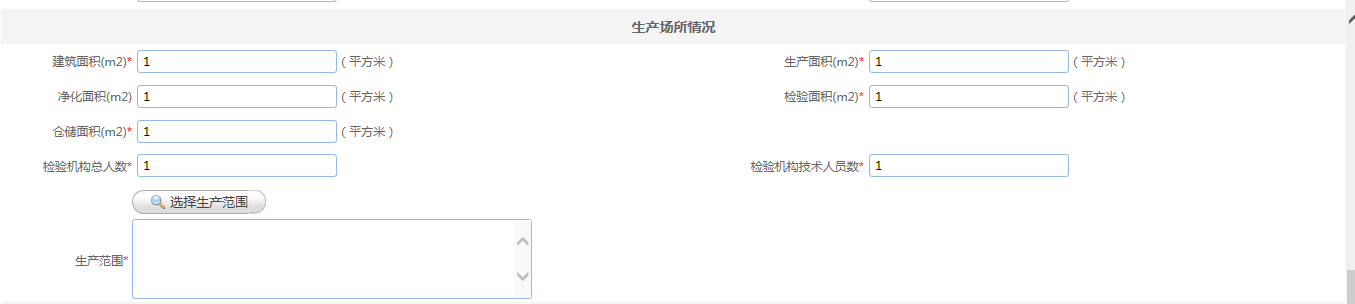 生产场所情况
建筑面积(m2)* 1 ( 平方米 ) 生产面积(m2)* 1 ( 平方米 )
净化面积(m2) 1 ( 平方米 ) 检验面积(m2)* 1 ( 平方米 )
仓储面积(m2)* 1 ( 平方米 )
检验机构总人数* 1 检验机构技术人员数* 1
选择生产范围
生产范围*